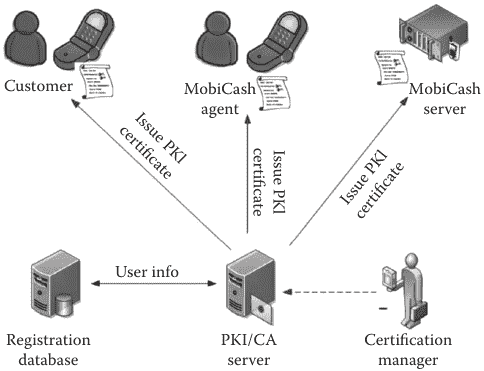 Customer
MobiCash
agent
MobiCash
server
Issue PKI
certificate
Issue PKI
certificate
Issue PKI
certificate
User info
Registration
database
PKI/CA
server
Certification
manager